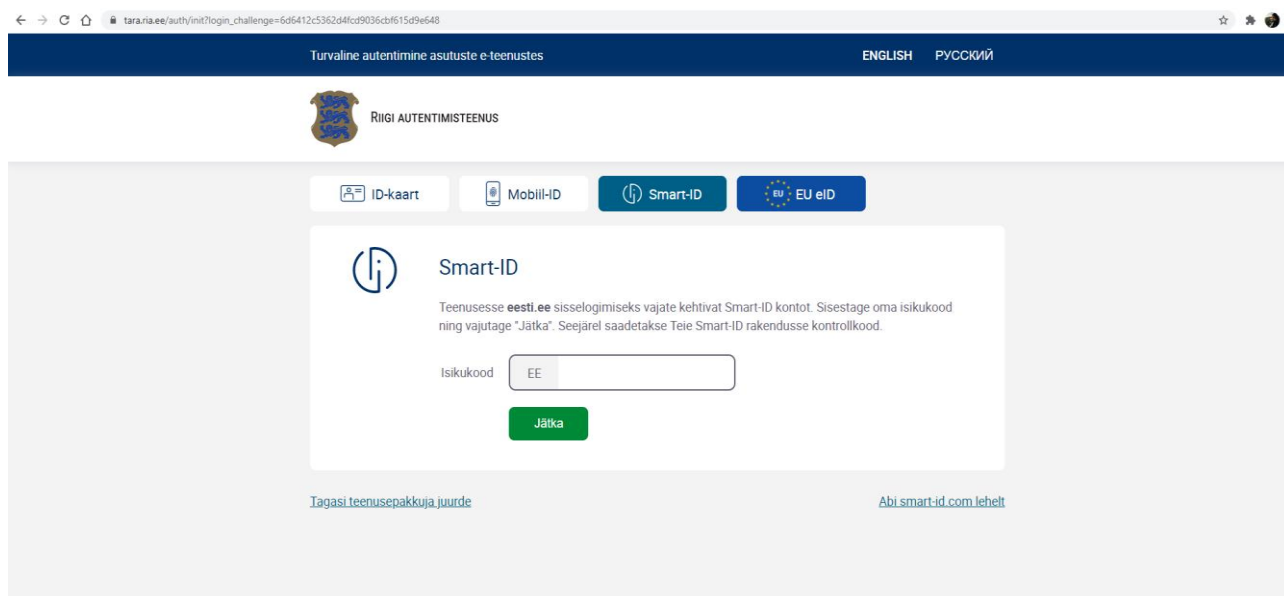 tara.ria.ee/auth/init?login_challenge=6d6412c5362d4fcd9036cbf615d9e648
Turvaline autentimine asutuste e-teenustes
ENGLISH РУССКИЙ
RIIGI AUTENTIMISTEENUS
ID-kaart Mobiil-ID Smart-ID EU EU eID
Smart-ID
Teenusesse eesti.ee sisselogimiseks vajate kehtivat Smart-ID kontot. Sisestage oma isikukood
ning vajutage "Jätka". Seejärel saadetakse Teie Smart-ID rakendusse kontrollkood.
Isikukood EE
Jätka
Tagasi teenusepakkuja juurde Abi smart-id.com lehelt